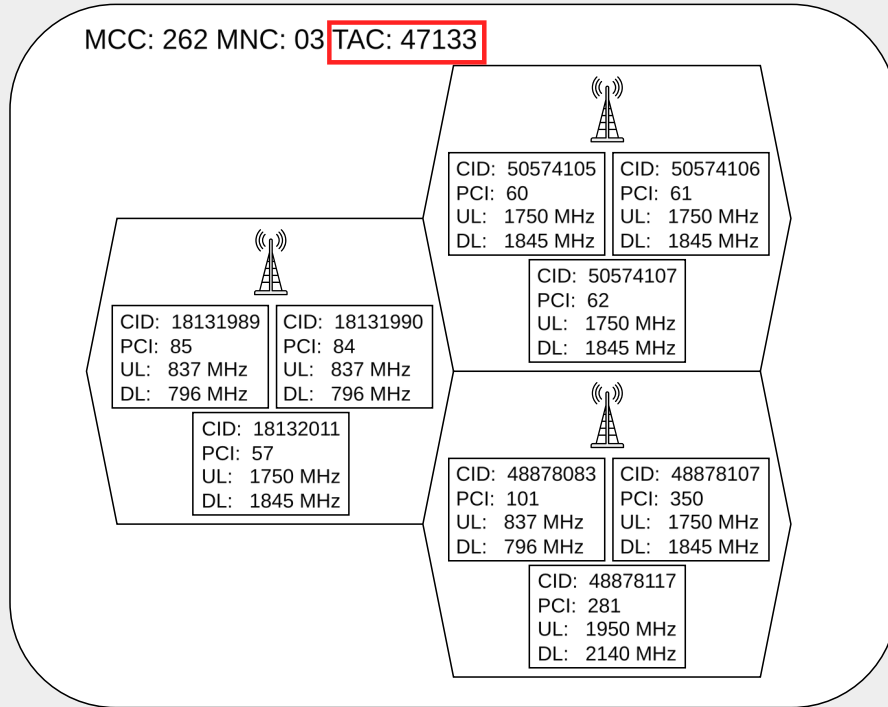 MCC: 262 MNC: 03 TAC: 47133
CID: 50574105
PCI: 60
UL: 1750 MHz
DL: 1845 MHz
CID: 50574106
PCI: 61
UL: 1750 MHz
DL: 1845 MHz
CID: 50574107
PCI: 62
UL: 1750 MHz
DL: 1845 MHz
CID: 18131989
PCI: 85
UL: 837 MHz
DL: 796 MHz
CID: 18131990
PCI: 84
UL: 837 MHz
DL: 796 MHz
CID: 18132011
PCI: 57
UL: 1750 MHz
DL: 1845 MHz
CID: 48878083
PCI: 101
UL: 837 MHz
DL: 796 MHz
CID: 48878107
PCI: 350
UL: 1750 MHz
DL: 1845 MHz
CID: 48878117
PCI: 281
UL: 1950 MHz
DL: 2140 MHz